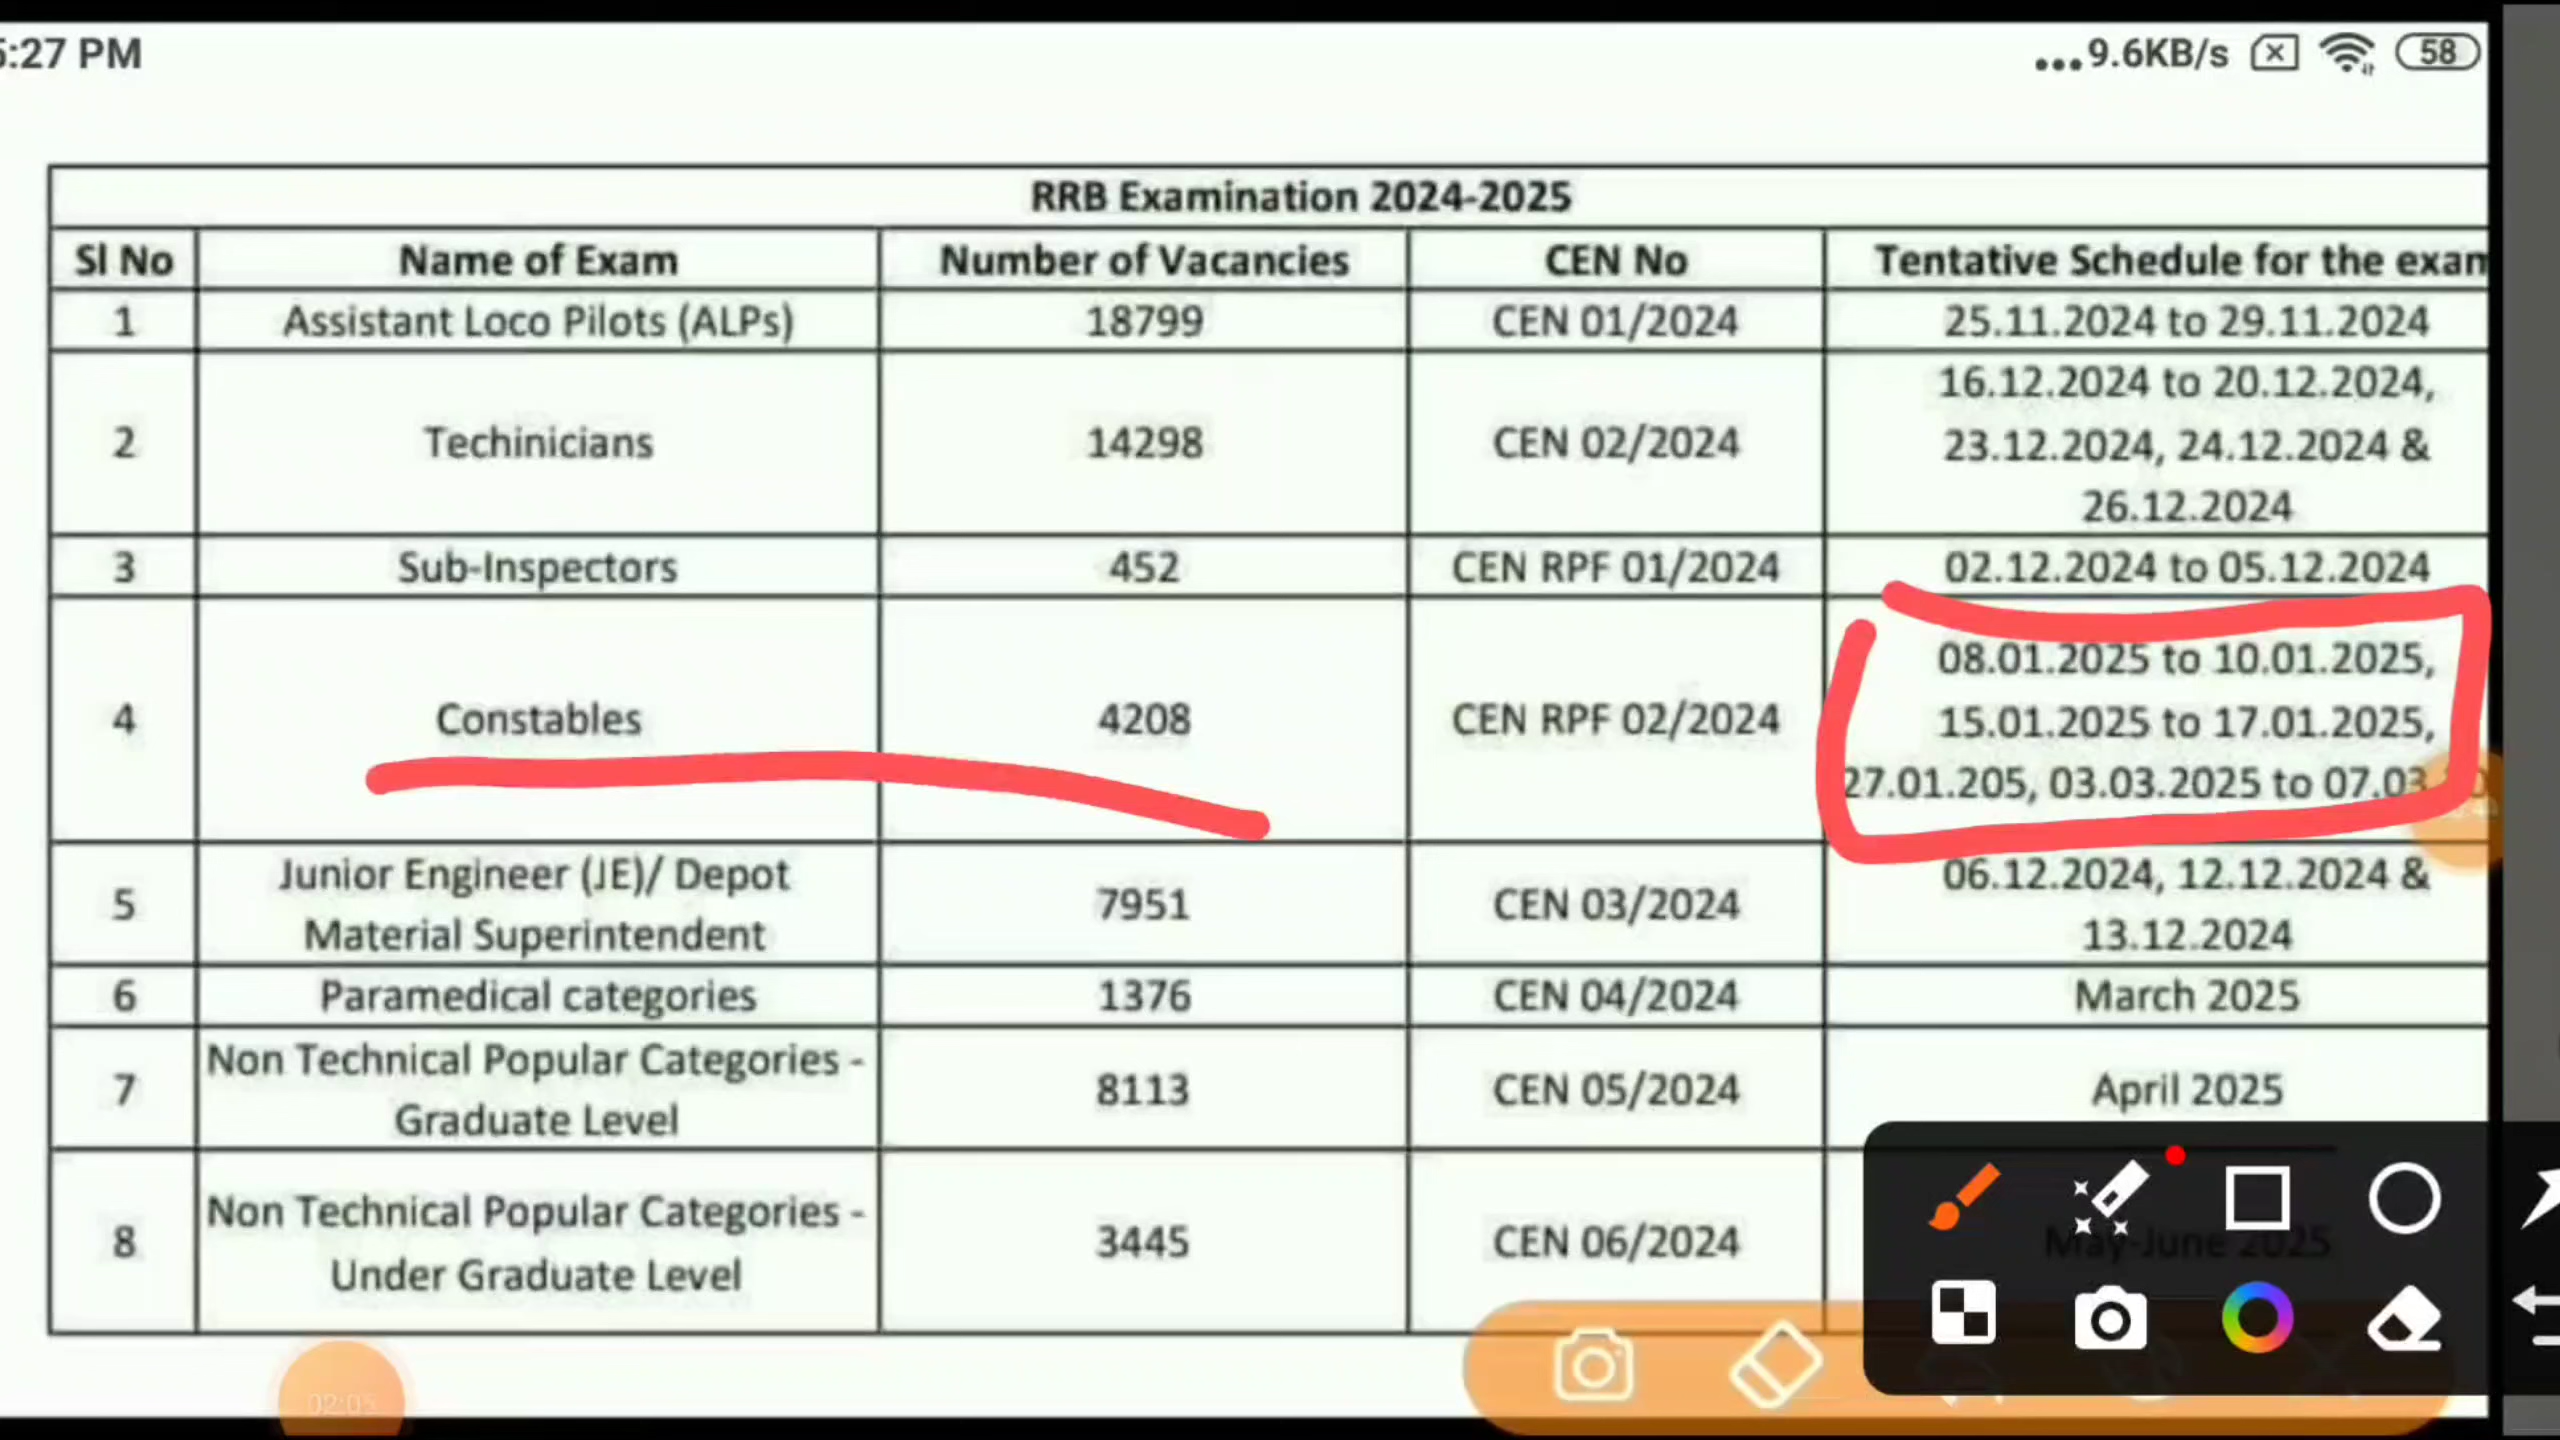 5:27 PM
...9.6KB/s
58
RRB Examination 2024-2025
Sl No Name of Exam Number of Vacancies CEN No Tentative Schedule for the exam
1 Assistant Loco Pilots (ALPs) 18799 CEN 01/2024 25.11.2024 to 29.11.2024
2 Techinicians 14298 CEN 02/2024 16.12.2024 to 20.12.2024,
23.12.2024, 24.12.2024 &
26.12.2024
3 Sub-Inspectors 452 CEN RPF 01/2024 02.12.2024 to 05.12.2024
4 Constables 4208 CEN RPF 02/2024 08.01.2025 to 10.01.2025,
15.01.2025 to 17.01.2025,
27.01.205, 03.03.2025 to 07.03.
5 Junior Engineer (JE)/ Depot
Material Superintendent 7951 CEN 03/2024 06.12.2024, 12.12.2024 &
13.12.2024
6 Paramedical categories 1376 CEN 04/2024 March 2025
7 Non Technical Popular Categories -
Graduate Level 8113 CEN 05/2024 April 2025
8 Non Technical Popular Categories -
Under Graduate Level 3445 CEN 06/2024 May-June 2025
02:05